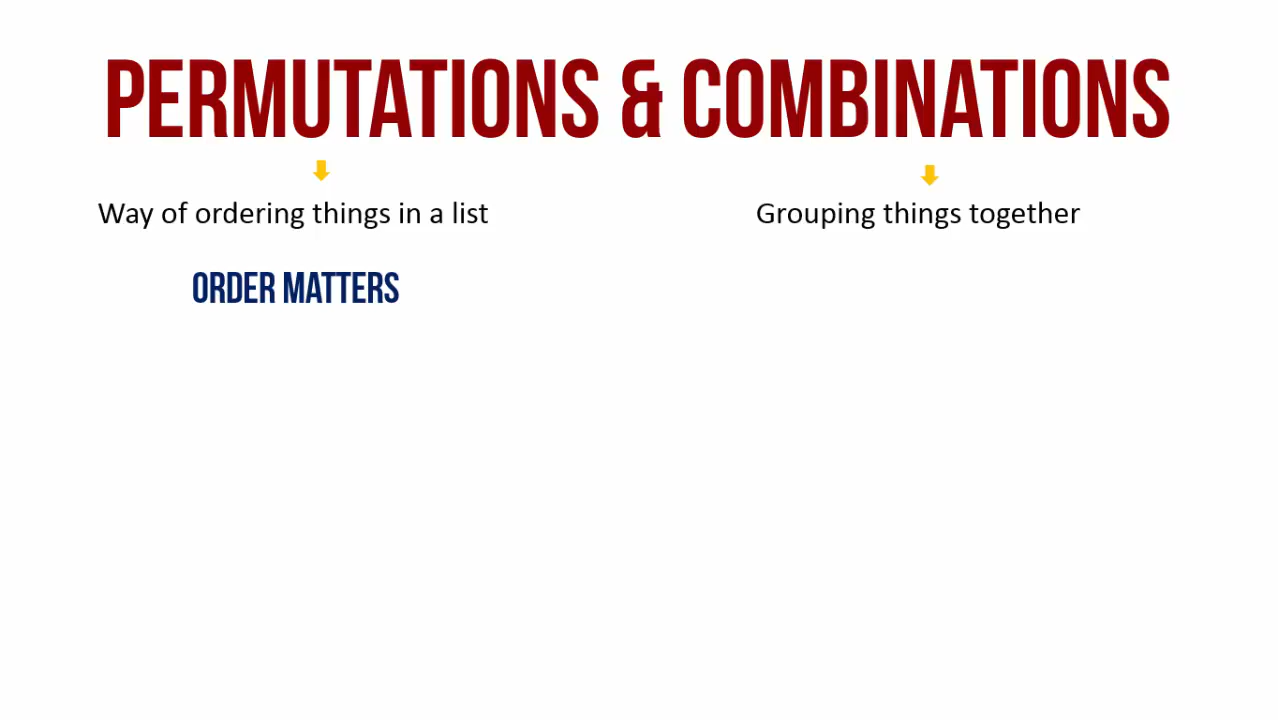 PERMUTATIONS & COMBINATIONS
Way of ordering things in a list
Grouping things together
ORDER MATTERS